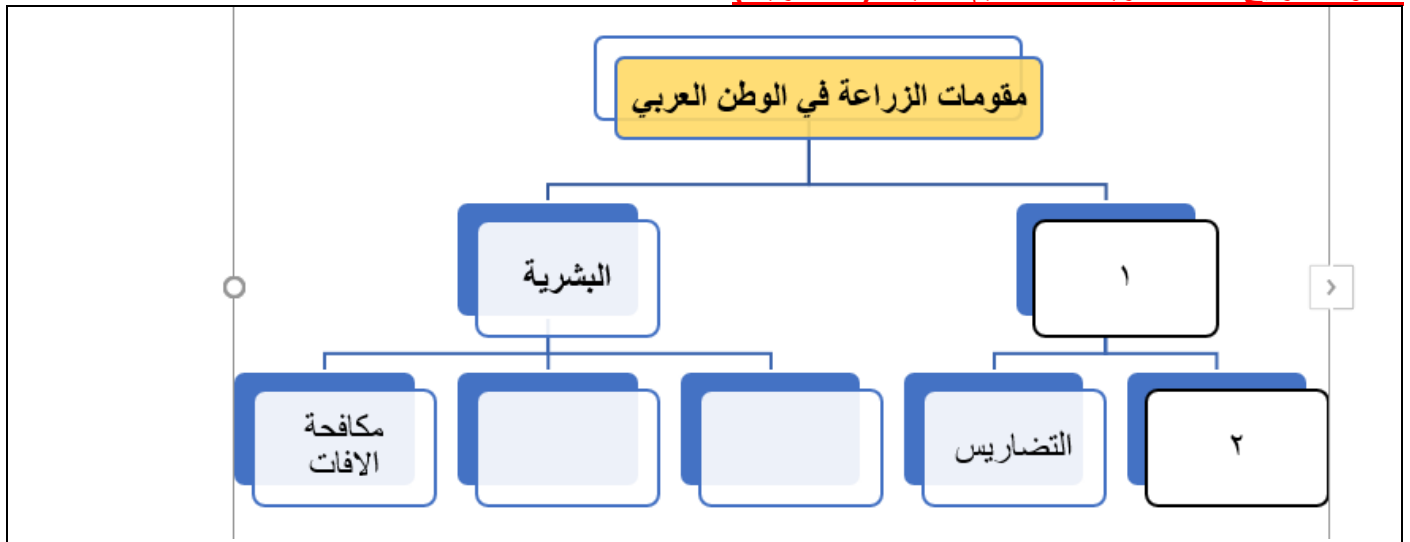 مقومات الزراعة في الوطن العربي
١
البشرية
٢
التضاريس
مكافحة
الافات